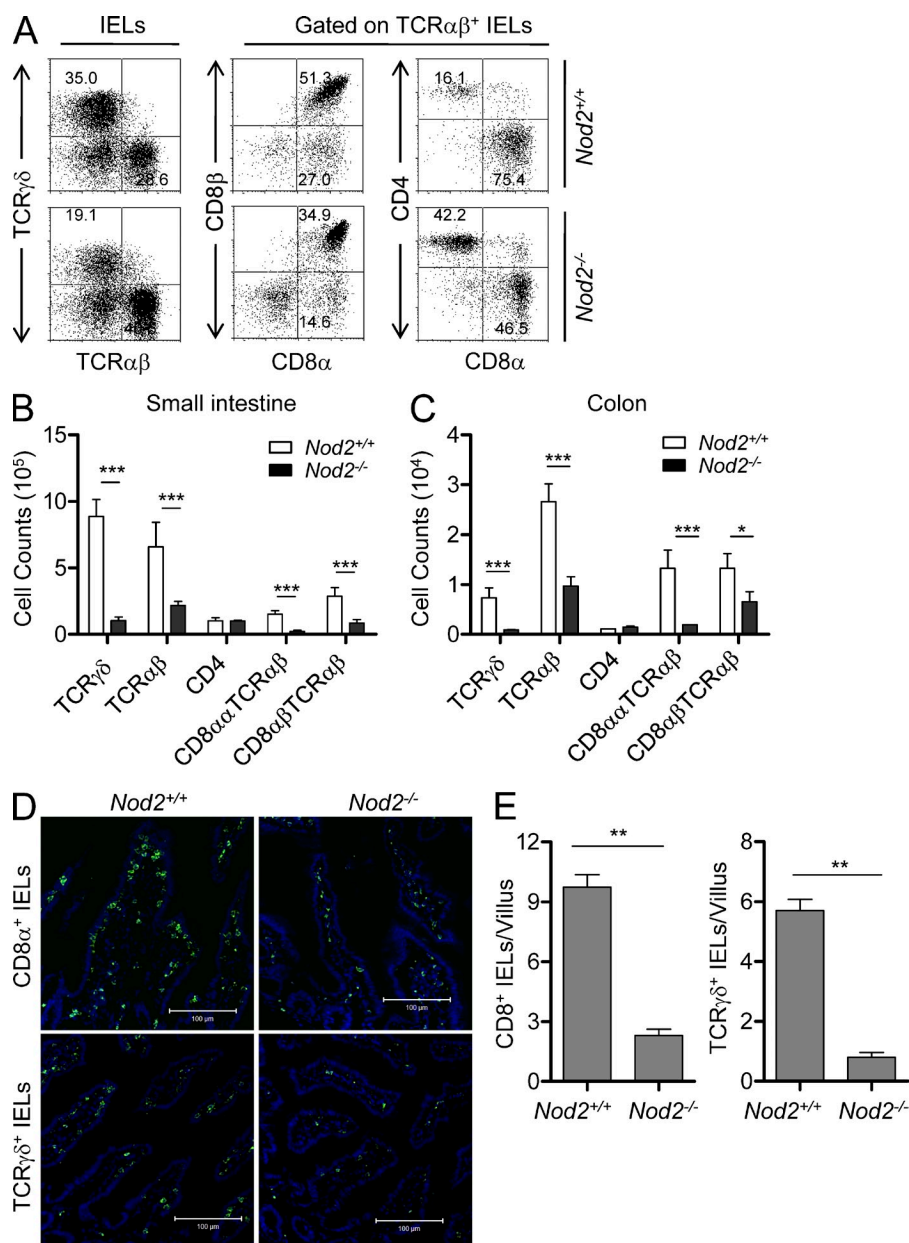 A
IELs
Gated on TCRαβ+ IELs
TCRγδ
35.0
28.6
CD8β
51.3
27.0
CD4
16.1
75.4
Nod2+/+
19.1
34.9
14.6
42.2
46.5
Nod2-/-
TCRαβ
CD8α
CD8α
B
Small intestine
Cell Counts (10⁵)
15
10
5
0
Nod2+/+
Nod2-/-
***
***
***
***
TCRγδ
TCRαβ
CD4
CD8ααTCRαβ
CD8αβTCRαβ
C
Colon
Cell Counts (10⁴)
4
3
2
1
0
Nod2+/+
Nod2-/-
***
***
***
*
TCRγδ
TCRαβ
CD4
CD8ααTCRαβ
CD8αβTCRαβ
D
Nod2+/+
Nod2-/-
CD8α+ IELs
100 μm
100 μm
TCRγδ+ IELs
100 μm
100 μm
E
CD8+ IELs/Villus
12
9
6
3
0
**
Nod2+/+
Nod2-/-
TCRγδ+ IELs/Villus
8
6
4
2
0
**
Nod2+/+
Nod2-/-